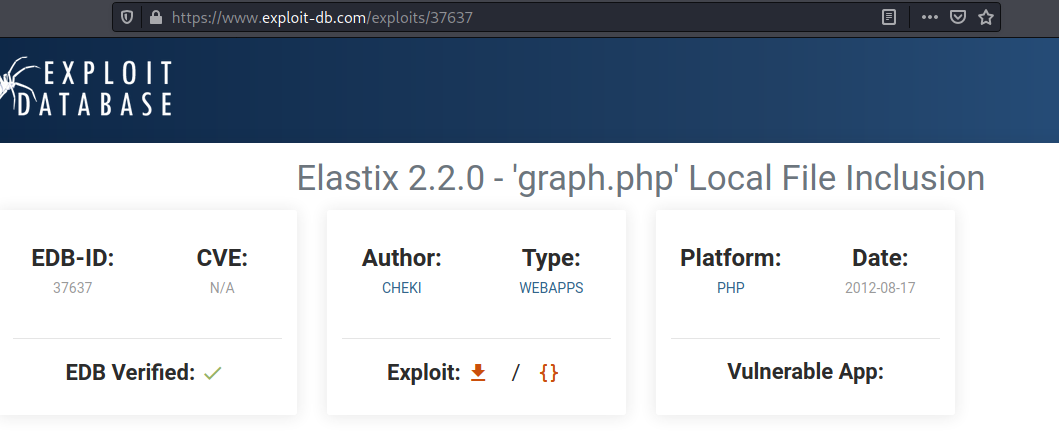 https://www.exploit-db.com/exploits/37637
EXPLOIT
DATABASE
Elastix 2.2.0 - 'graph.php' Local File Inclusion
EDB-ID: CVE:
37637 N/A
EDB Verified:
Author: Type:
CHEKI WEBAPPS
Exploit: / {}
Platform: Date:
PHP 2012-08-17
Vulnerable App: